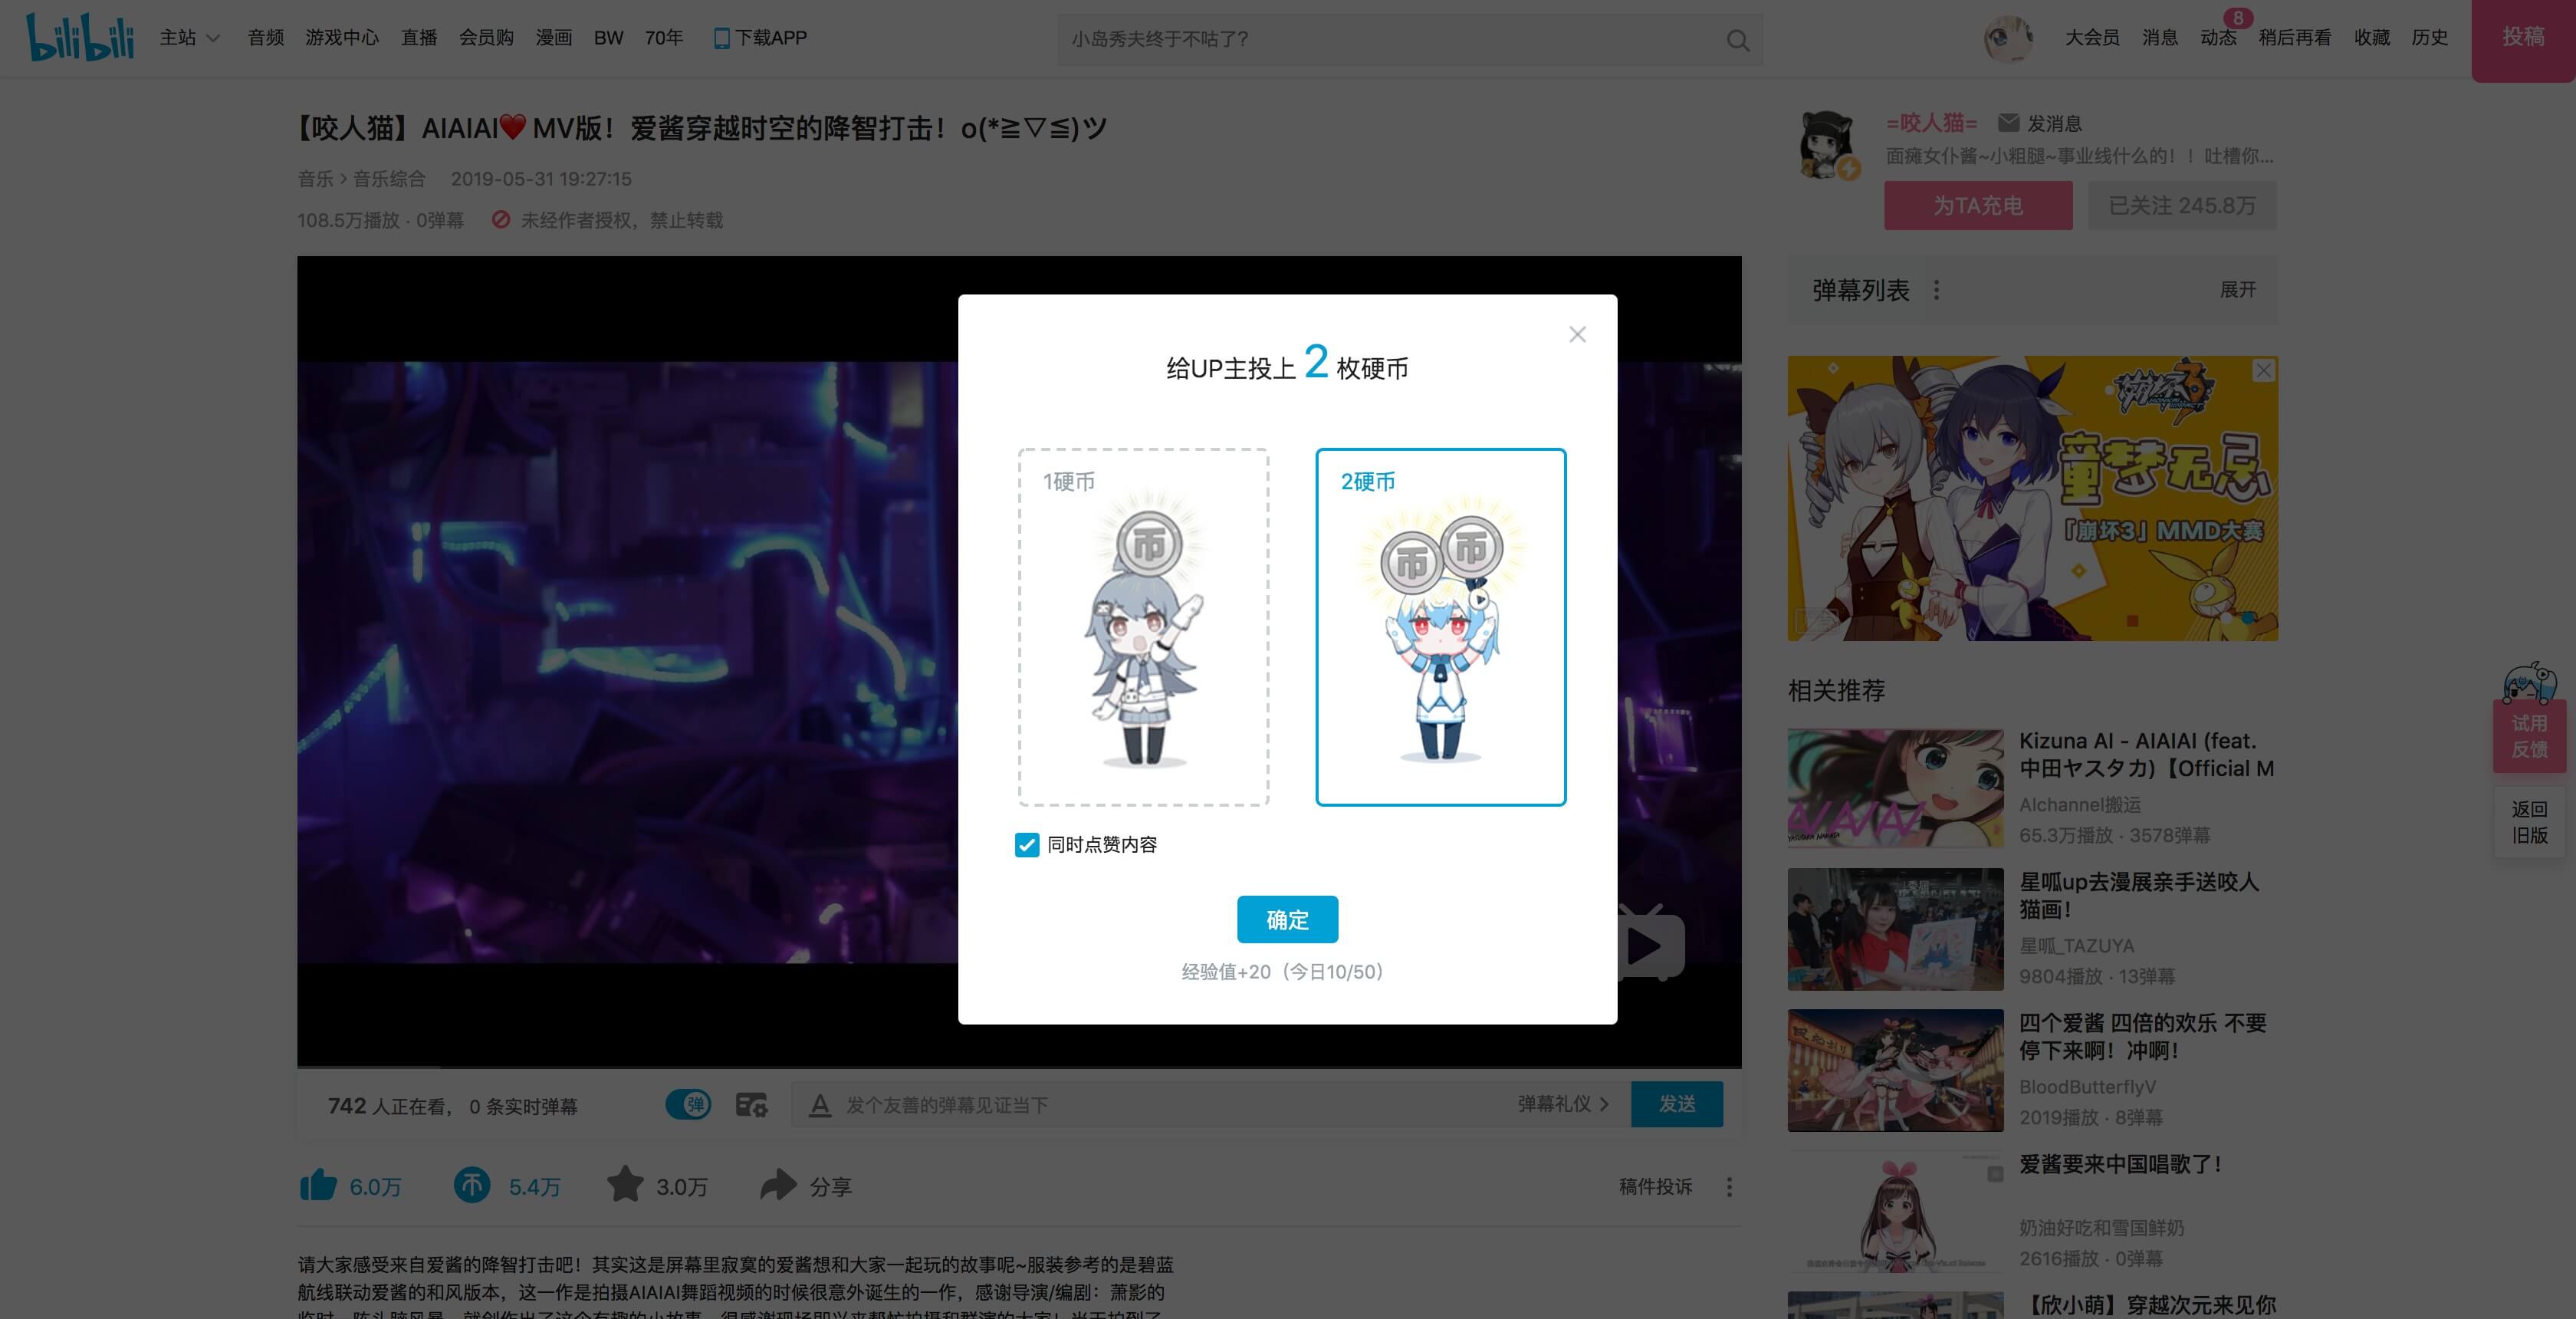 bilibili
主站 音频 游戏中心 直播 会员购 漫画 BW 70年 下载APP
小岛秀夫终于不咕了?
大会员 消息 动态 8 稍后再看 收藏 历史 投稿
【咬人猫】AIAIAI❤️ MV版！爱酱穿越时空的降智打击！o(*≧▽≦)ツ
音乐 > 音乐综合 2019-05-31 19:27:15
108.5万播放 · 0弹幕 未经作者授权，禁止转载
=咬人猫= 发消息
面瘫女仆酱~小粗腿~事业线什么的！！吐槽你...
为TA充电 已关注 245.8万
弹幕列表 展开
崩坏3
童梦无忌
「崩坏3」MMD大赛
给UP主投上 2 枚硬币
1硬币
币
2硬币
币 币
同时点赞内容
确定
经验值+20（今日10/50）
742 人正在看， 0 条实时弹幕
弹
A 发个友善的弹幕见证当下
弹幕礼仪 > 发送
6.0万 5.4万 3.0万 分享
稿件投诉
请大家感受来自爱酱的降智打击吧！其实这是屏幕里寂寞的爱酱想和大家一起玩的故事呢~服装参考的是碧蓝
航线联动爱酱的和风版本，这一作是拍摄AIAIAI舞蹈视频的时候很意外诞生的一作，感谢导演/编剧：萧影的
相关推荐
AIAIAI
Kizuna AI - AIAIAI (feat.
中田ヤスタカ)【Official M
AIchannel搬运
65.3万播放 · 3578弹幕
星呱up去漫展亲手送咬人
猫画！
星呱_TAZUYA
9804播放 · 13弹幕
四个爱酱 四倍的欢乐 不要
停下来啊！冲啊！
BloodButterflyV
2019播放 · 8弹幕
爱酱要来中国唱歌了！
奶油好吃和雪国鲜奶
2616播放 · 0弹幕
【欣小萌】穿越次元来见你
试用
反馈
返回
旧版